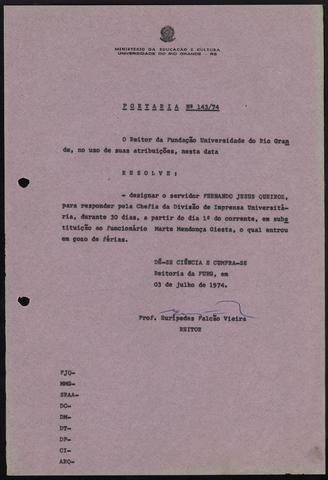 MINISTÉRIO DA EDUCAÇÃO E CULTURA
UNIVERSIDADE DO RIO GRANDE - RS
PORTARIA Nº 143/74
O Reitor da Fundação Universidade do Rio Gran
de, no uso de suas atribuições, nesta data
RESOLVE:
- designar o servidor FERNANDO JESUS QUEIROZ,
para responder pela Chefia da Divisão de Imprensa Universitá-
ria, durante 30 dias, a partir do dia 1º do corrente, em subs
tituição ao funcionário Marte Mendonça Giesta, o qual entrou
em gozo de férias.
DÊ-SE CIÊNCIA E CUMPRA-SE
Reitoria da FURG, em
03 de julho de 1974.
Prof. Eurípedes Falcão Vieira
REITOR
FJQ-
MMG-
SRAA-
DO-
DM-
DT-
DP-
CI-
ARQ-